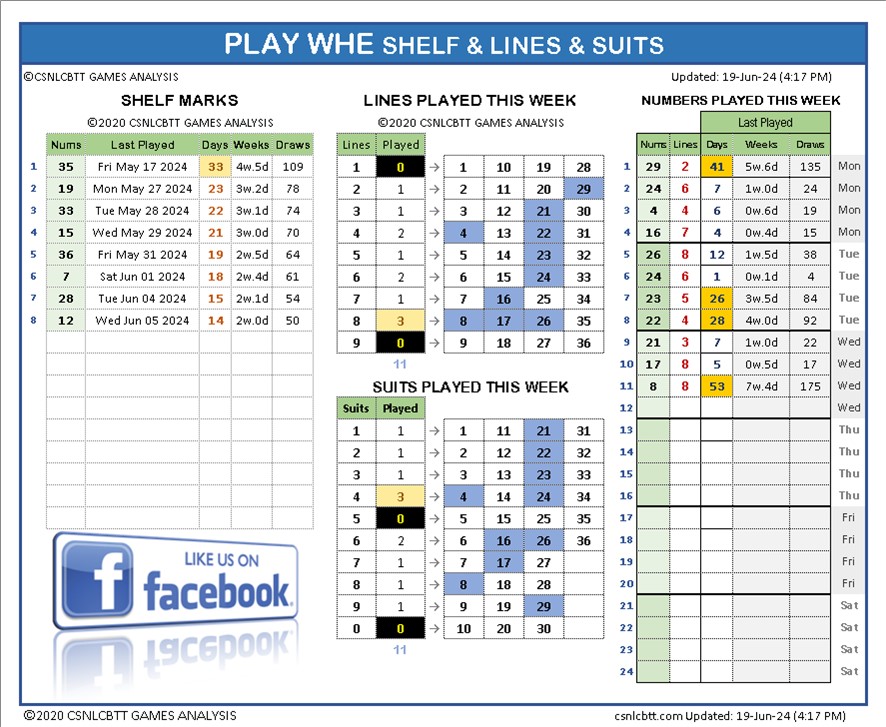 PLAY WHE SHELF & LINES & SUITS
©CSNLCBTT GAMES ANALYSIS
Updated: 19-Jun-24 (4:17 PM)
SHELF MARKS
©2020 CSNLCBTT GAMES ANALYSIS
Nums Last Played Days Weeks Draws
1 35 Fri May 17 2024 33 4w.5d 109
2 19 Mon May 27 2024 23 3w.2d 78
3 33 Tue May 28 2024 22 3w.1d 74
4 15 Wed May 29 2024 21 3w.0d 70
5 36 Fri May 31 2024 19 2w.5d 64
6 7 Sat Jun 01 2024 18 2w.4d 61
7 28 Tue Jun 04 2024 15 2w.1d 54
8 12 Wed Jun 05 2024 14 2w.0d 50
LIKE US ON
facebook
LINES PLAYED THIS WEEK
©2020 CSNLCBTT GAMES ANALYSIS
Lines Played
1 0 → 1 10 19 28
2 1 → 2 11 20 29
3 1 → 3 12 21 30
4 2 → 4 13 22 31
5 1 → 5 14 23 32
6 2 → 6 15 24 33
7 1 → 7 16 25 34
8 3 → 8 17 26 35
9 0 → 9 18 27 36
11
SUITS PLAYED THIS WEEK
Suits Played
1 1 → 1 11 21 31
2 1 → 2 12 22 32
3 1 → 3 13 23 33
4 3 → 4 14 24 34
5 0 → 5 15 25 35
6 2 → 6 16 26 36
7 1 → 7 17 27
8 1 → 8 18 28
9 1 → 9 19 29
0 0 → 10 20 30
11
NUMBERS PLAYED THIS WEEK
Last Played
Nums Lines Days Weeks Draws
1 29 2 41 5w.6d 135 Mon
2 24 6 7 1w.0d 24 Mon
3 4 4 6 0w.6d 19 Mon
4 16 7 4 0w.4d 15 Mon
5 26 8 12 1w.5d 38 Tue
6 24 6 1 0w.1d 4 Tue
7 23 5 26 3w.5d 84 Tue
8 22 4 28 4w.0d 92 Tue
9 21 3 7 1w.0d 22 Wed
10 17 8 5 0w.5d 17 Wed
11 8 8 53 7w.4d 175 Wed
12 Wed
13 Thu
14 Thu
15 Thu
16 Thu
17 Fri
18 Fri
19 Fri
20 Fri
21 Sat
22 Sat
23 Sat
24 Sat
©2020 CSNLCBTT GAMES ANALYSIS
csnlcbtt.com Updated: 19-Jun-24 (4:17 PM)